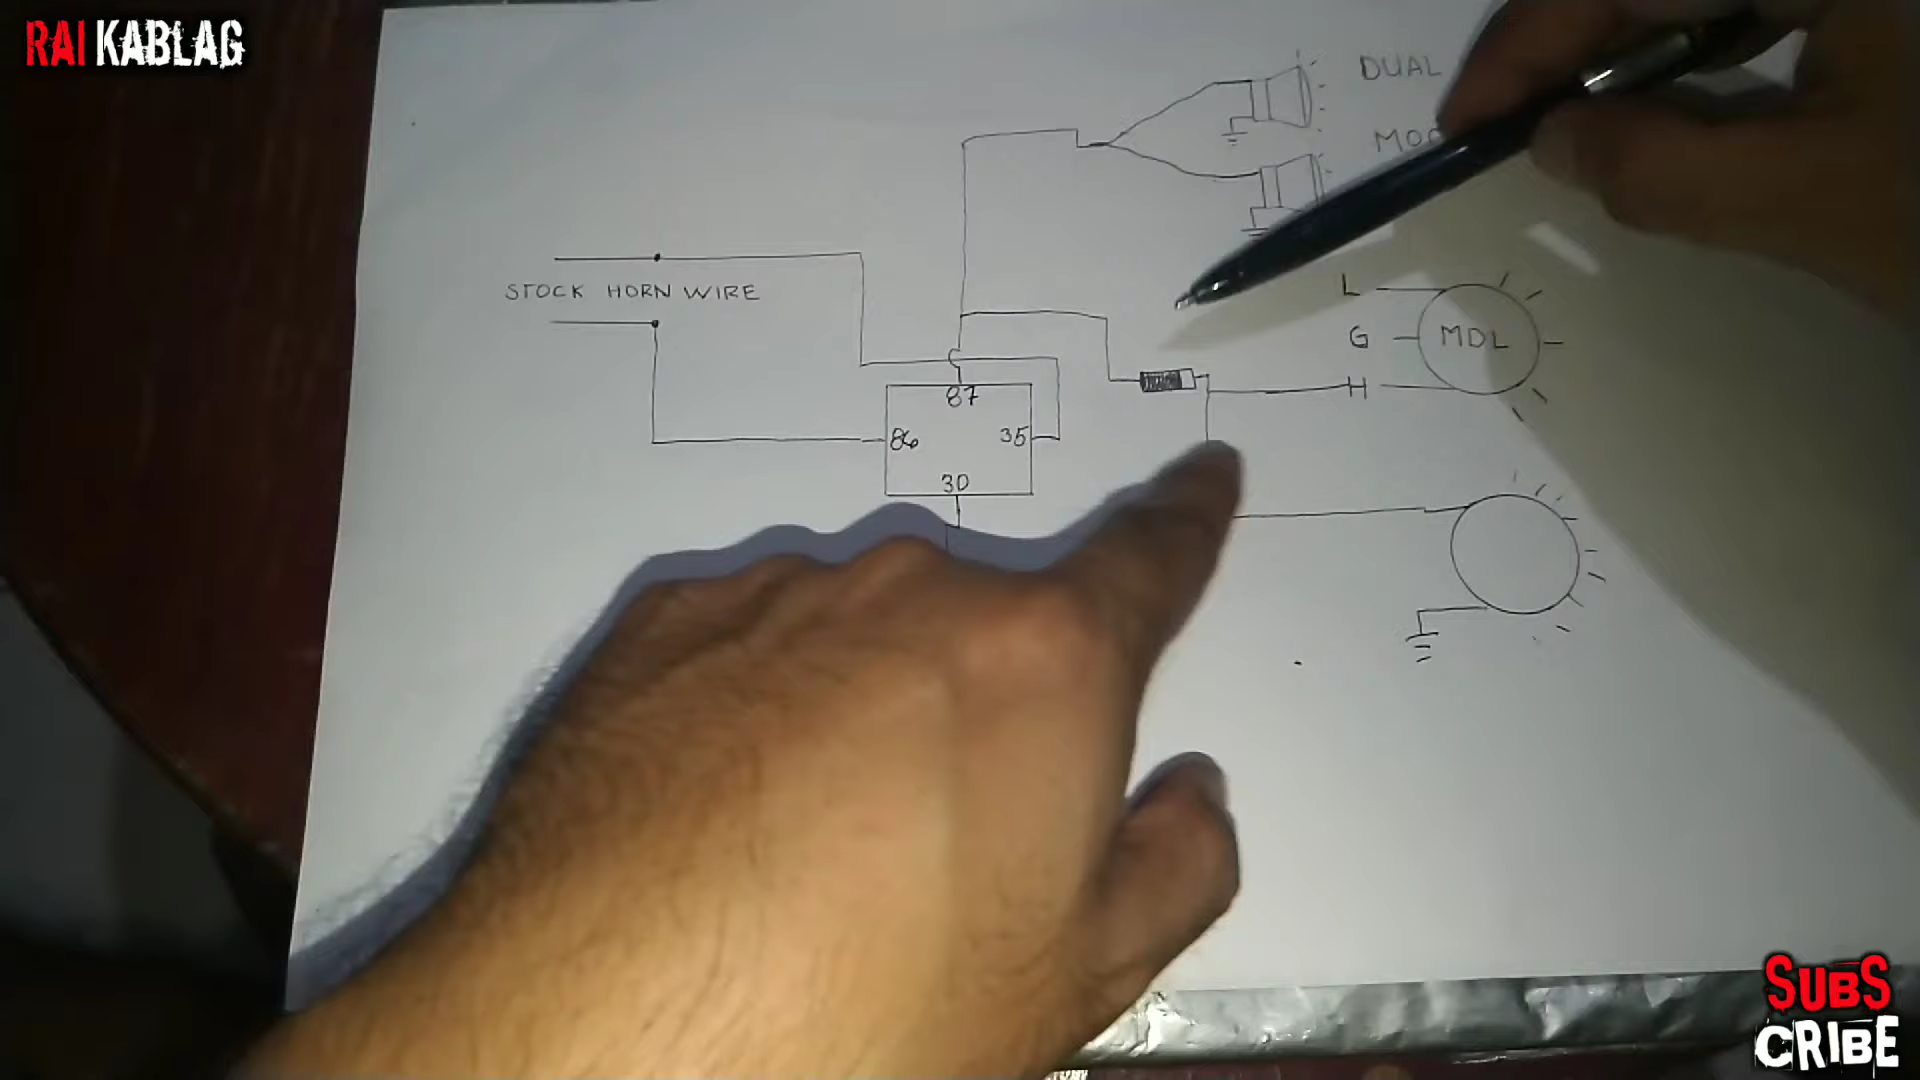 RAI KABLAG
DUAL
STOCK HORN WIRE
L
G
MDL
H
87
86
35
30
SUBS
CRIBE